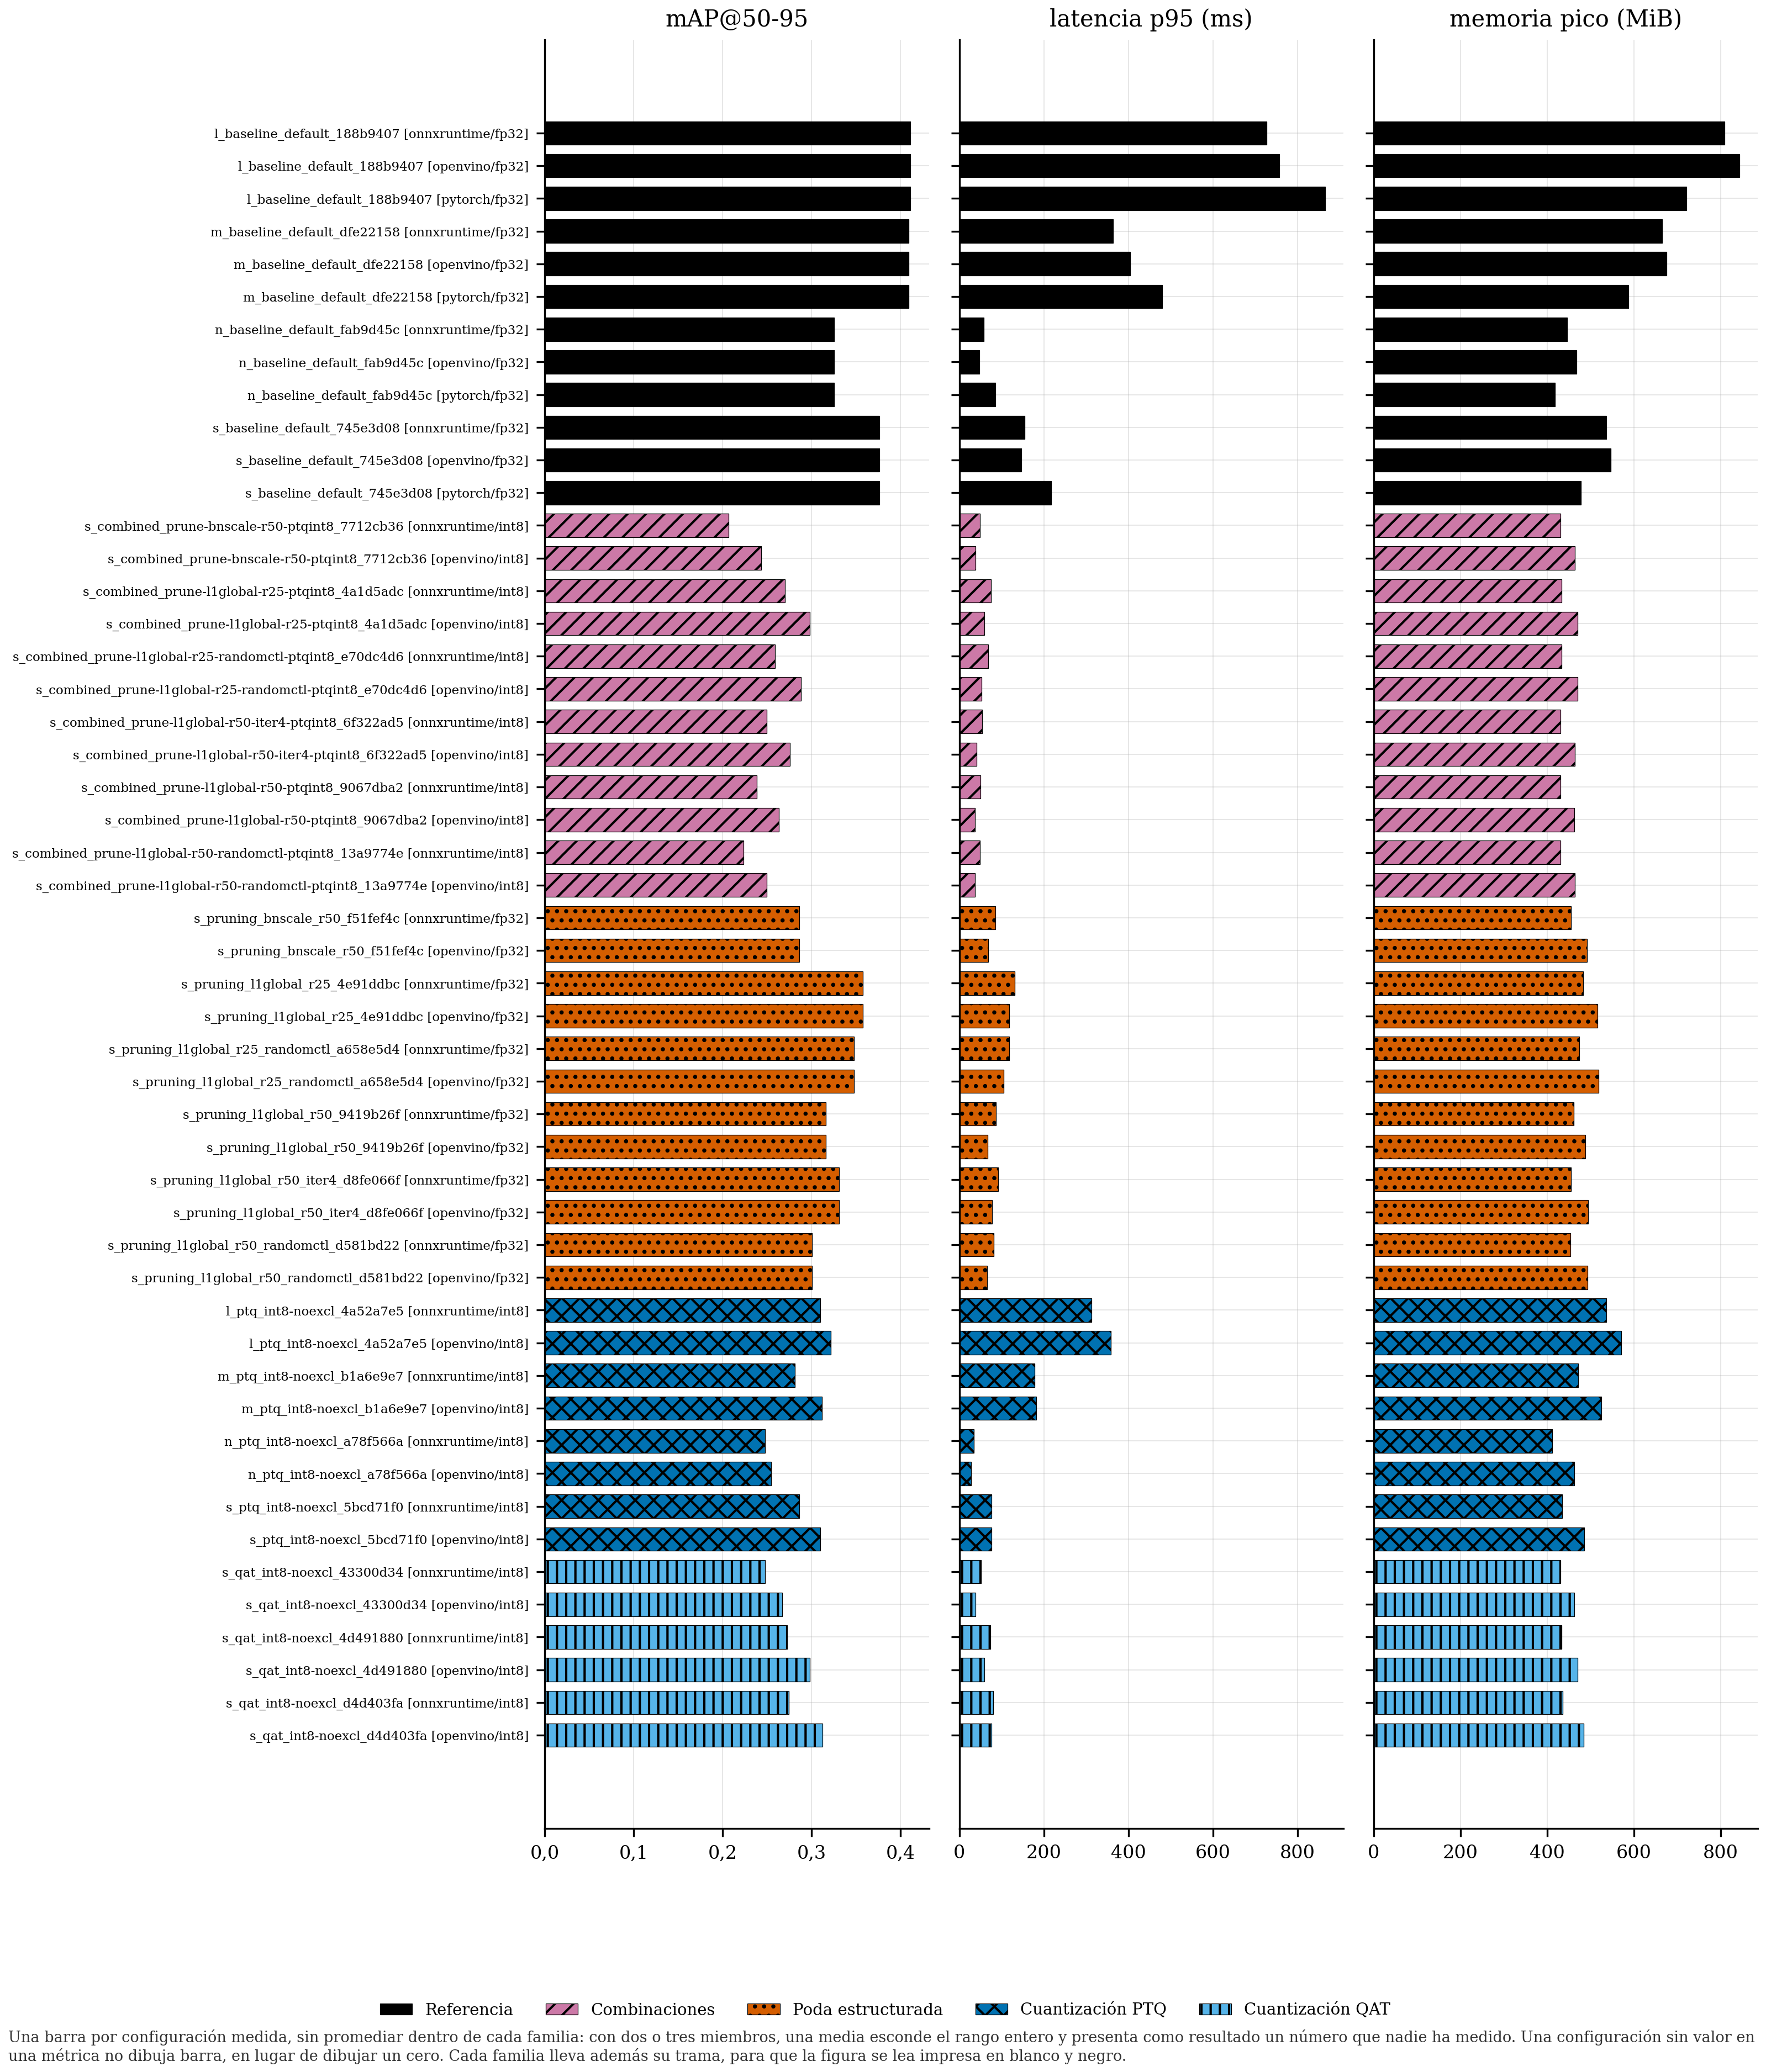 mAP@50-95
latencia p95 (ms)
memoria pico (MiB)
l_baseline_default_188b9407 [onnxruntime/fp32]
l_baseline_default_188b9407 [openvino/fp32]
l_baseline_default_188b9407 [pytorch/fp32]
m_baseline_default_dfe22158 [onnxruntime/fp32]
m_baseline_default_dfe22158 [openvino/fp32]
m_baseline_default_dfe22158 [pytorch/fp32]
n_baseline_default_fab9d45c [onnxruntime/fp32]
n_baseline_default_fab9d45c [openvino/fp32]
n_baseline_default_fab9d45c [pytorch/fp32]
s_baseline_default_745e3d08 [onnxruntime/fp32]
s_baseline_default_745e3d08 [openvino/fp32]
s_baseline_default_745e3d08 [pytorch/fp32]
s_combined_prune-bnscale-r50-ptqint8_7712cb36 [onnxruntime/int8]
s_combined_prune-bnscale-r50-ptqint8_7712cb36 [openvino/int8]
s_combined_prune-l1global-r25-ptqint8_4a1d5adc [onnxruntime/int8]
s_combined_prune-l1global-r25-ptqint8_4a1d5adc [openvino/int8]
s_combined_prune-l1global-r25-randomctl-ptqint8_e70dc4d6 [onnxruntime/int8]
s_combined_prune-l1global-r25-randomctl-ptqint8_e70dc4d6 [openvino/int8]
s_combined_prune-l1global-r50-iter4-ptqint8_6f322ad5 [onnxruntime/int8]
s_combined_prune-l1global-r50-iter4-ptqint8_6f322ad5 [openvino/int8]
s_combined_prune-l1global-r50-ptqint8_9067dba2 [onnxruntime/int8]
s_combined_prune-l1global-r50-ptqint8_9067dba2 [openvino/int8]
s_combined_prune-l1global-r50-randomctl-ptqint8_13a9774e [onnxruntime/int8]
s_combined_prune-l1global-r50-randomctl-ptqint8_13a9774e [openvino/int8]
s_pruning_bnscale_r50_f51fef4c [onnxruntime/fp32]
s_pruning_bnscale_r50_f51fef4c [openvino/fp32]
s_pruning_l1global_r25_4e91ddbc [onnxruntime/fp32]
s_pruning_l1global_r25_4e91ddbc [openvino/fp32]
s_pruning_l1global_r25_randomctl_a658e5d4 [onnxruntime/fp32]
s_pruning_l1global_r25_randomctl_a658e5d4 [openvino/fp32]
s_pruning_l1global_r50_9419b26f [onnxruntime/fp32]
s_pruning_l1global_r50_9419b26f [openvino/fp32]
s_pruning_l1global_r50_iter4_d8fe066f [onnxruntime/fp32]
s_pruning_l1global_r50_iter4_d8fe066f [openvino/fp32]
s_pruning_l1global_r50_randomctl_d581bd22 [onnxruntime/fp32]
s_pruning_l1global_r50_randomctl_d581bd22 [openvino/fp32]
l_ptq_int8-noexcl_4a52a7e5 [onnxruntime/int8]
l_ptq_int8-noexcl_4a52a7e5 [openvino/int8]
m_ptq_int8-noexcl_b1a6e9e7 [onnxruntime/int8]
m_ptq_int8-noexcl_b1a6e9e7 [openvino/int8]
n_ptq_int8-noexcl_a78f566a [onnxruntime/int8]
n_ptq_int8-noexcl_a78f566a [openvino/int8]
s_ptq_int8-noexcl_5bcd71f0 [onnxruntime/int8]
s_ptq_int8-noexcl_5bcd71f0 [openvino/int8]
s_qat_int8-noexcl_43300d34 [onnxruntime/int8]
s_qat_int8-noexcl_43300d34 [openvino/int8]
s_qat_int8-noexcl_4d491880 [onnxruntime/int8]
s_qat_int8-noexcl_4d491880 [openvino/int8]
s_qat_int8-noexcl_d4d403fa [onnxruntime/int8]
s_qat_int8-noexcl_d4d403fa [openvino/int8]
0,0 0,1 0,2 0,3 0,4
0 200 400 600 800
0 200 400 600 800
Referencia
Combinaciones
Poda estructurada
Cuantización PTQ
Cuantización QAT
Una barra por configuración medida, sin promediar dentro de cada familia: con dos o tres miembros, una media esconde el rango entero y presenta como resultado un número que nadie ha medido. Una configuración sin valor en
una métrica no dibuja barra, en lugar de dibujar un cero. Cada familia lleva además su trama, para que la figura se lea impresa en blanco y negro.